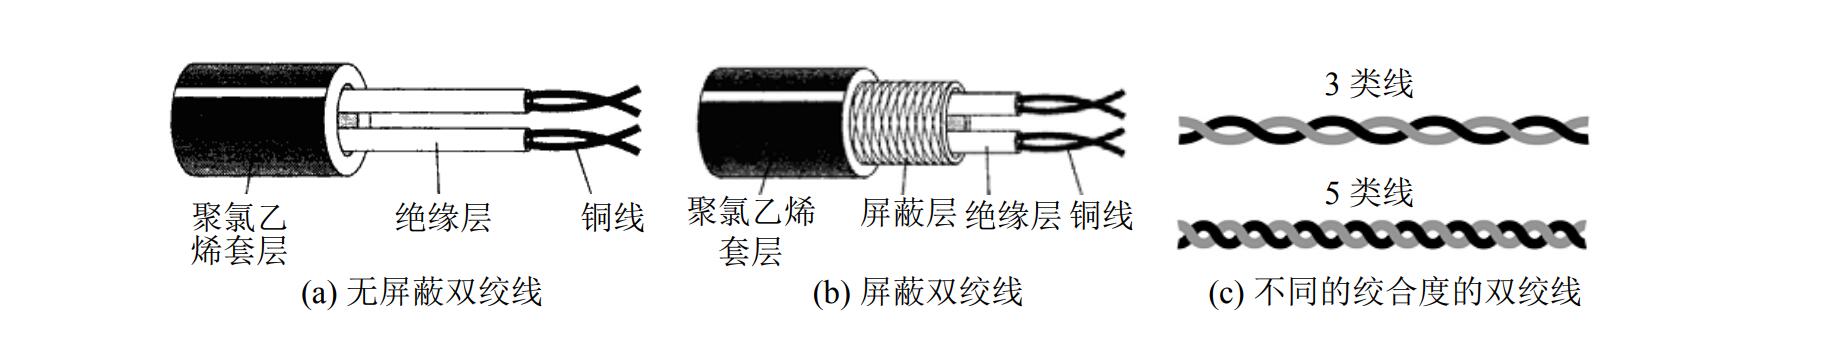 聚氯乙
烯套层
绝缘层
铜线
(a) 无屏蔽双绞线
聚氯乙烯
套层
屏蔽层
绝缘层
铜线
(b) 屏蔽双绞线
3 类线
5 类线
(c) 不同的绞合度的双绞线